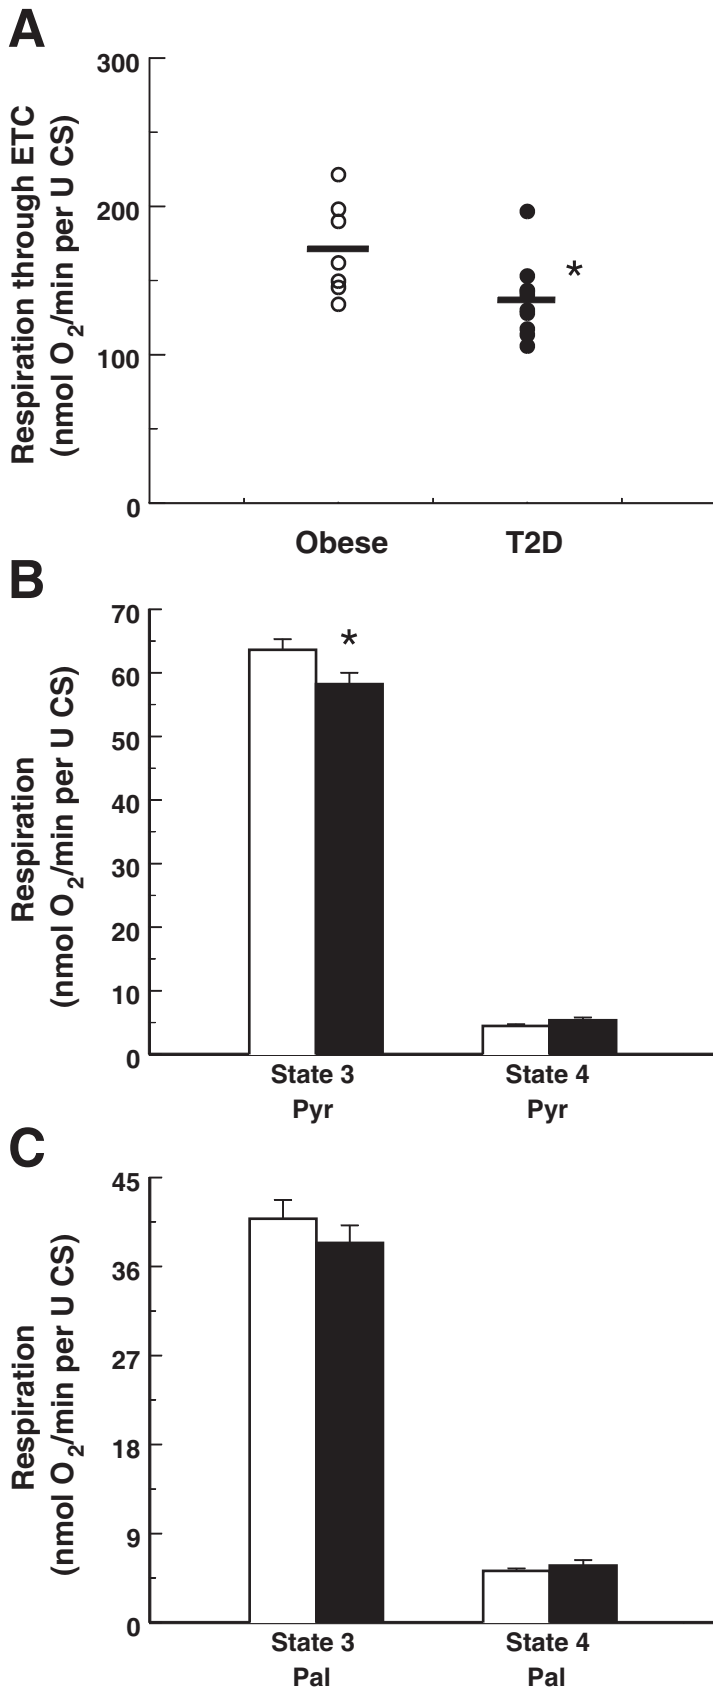 A
Respiration through ETC
(nmol O2/min per U CS)
300
200
100
0
*
Obese T2D
B
Respiration
(nmol O2/min per U CS)
70
60
50
40
30
20
10
0
*
State 3 State 4
Pyr Pyr
C
Respiration
(nmol O2/min per U CS)
45
36
27
18
9
0
State 3 State 4
Pal Pal